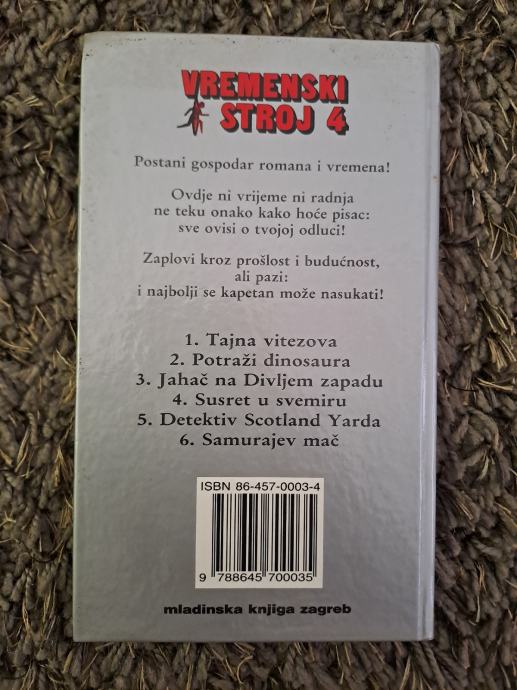 VREMENSKI
STROJ 4
Postani gospodar romana i vremena!
Ovdje ni vrijeme ni radnja
ne teku onako kako hoće pisac:
sve ovisi o tvojoj odluci!
Zaplovi kroz prošlost i budućnost,
ali pazi:
i najbolji se kapetan može nasukati!
1. Tajna vitezova
2. Potraži dinosaura
3. Jahač na Divljem zapadu
4. Susret u svemiru
5. Detektiv Scotland Yarda
6. Samurajev mač
ISBN 86-457-0003-4
9 788645 700035
mladinska knjiga zagreb